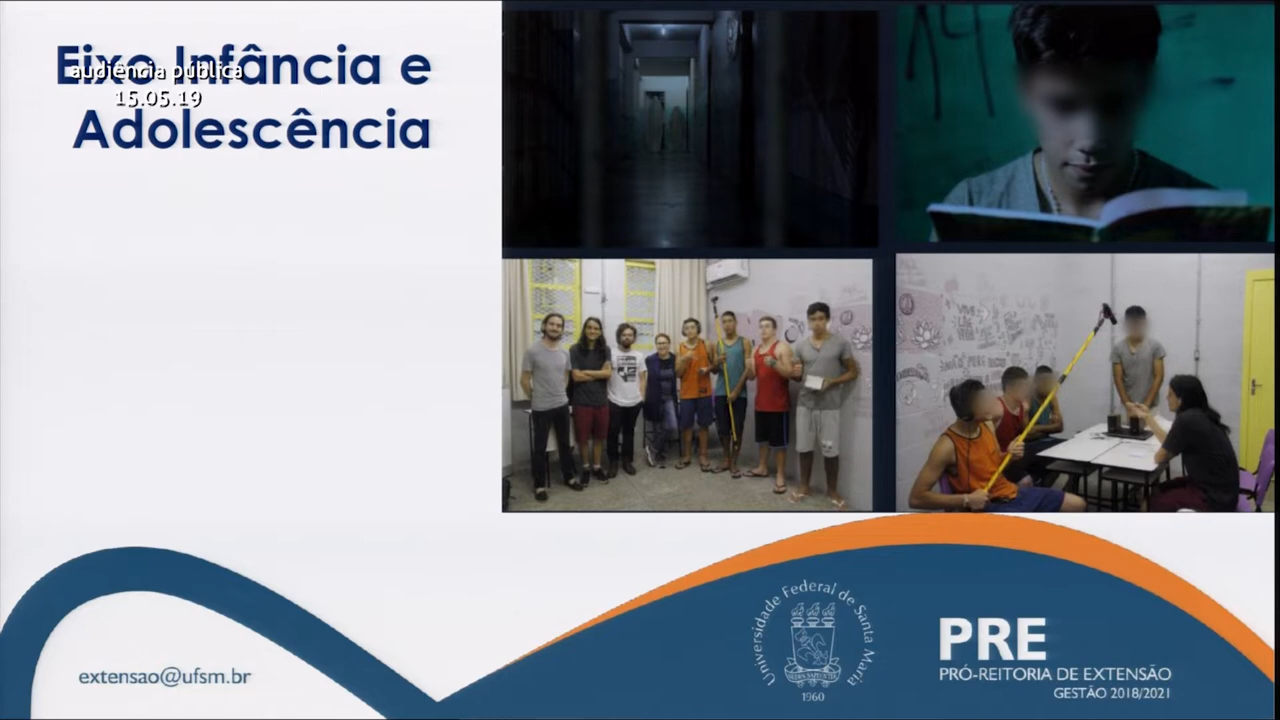 Eixo Infância e
Adolescência
audiência pública
15.05.19
Universidade Federal de Santa Maria
1960
PRE
PRÓ-REITORIA DE EXTENSÃO
GESTÃO 2018/2021
extensao@ufsm.br